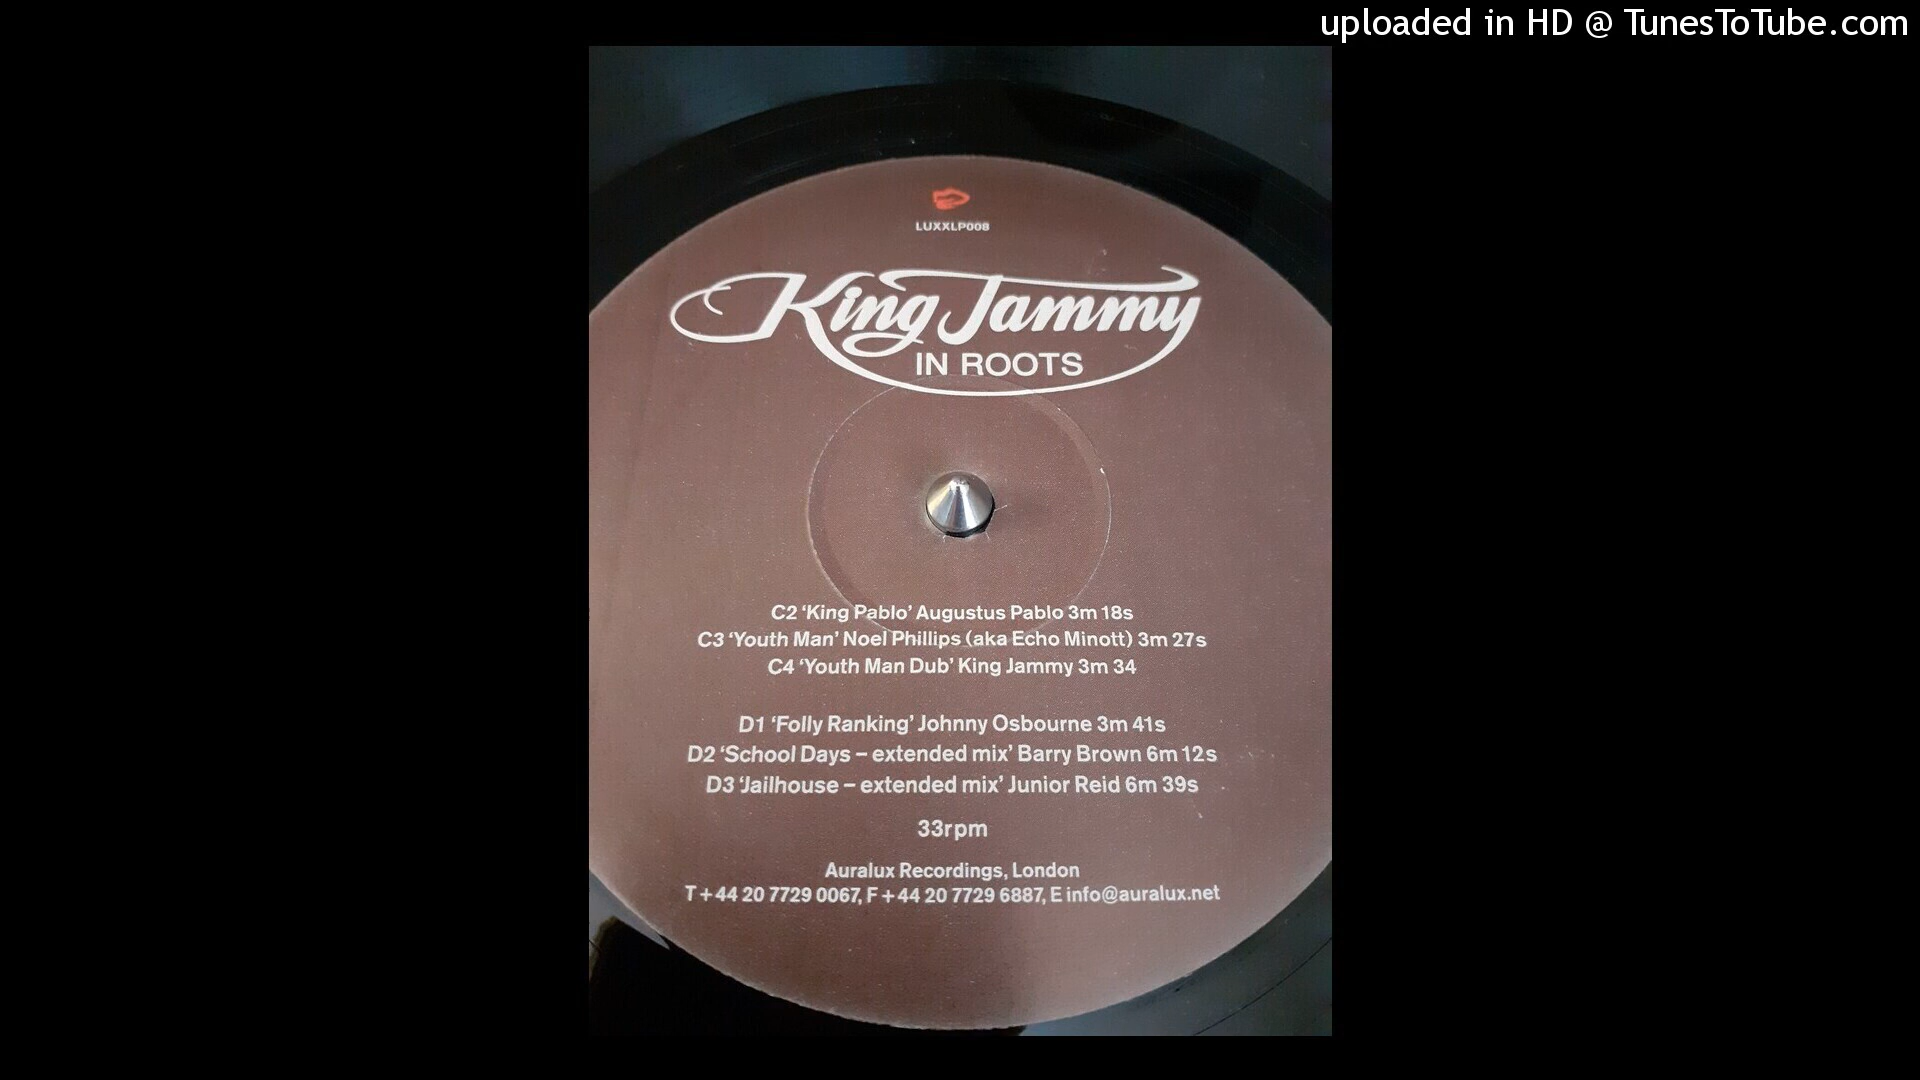 uploaded in HD @ TunesToTube.com
LUXXLP008
King Jammy
IN ROOTS
C2 ‘King Pablo’ Augustus Pablo 3m 18s
C3 ‘Youth Man’ Noel Phillips (aka Echo Minott) 3m 27s
C4 ‘Youth Man Dub’ King Jammy 3m 34
D1 ‘Folly Ranking’ Johnny Osbourne 3m 41s
D2 ‘School Days – extended mix’ Barry Brown 6m 12s
D3 ‘Jailhouse – extended mix’ Junior Reid 6m 39s
33rpm
Auralux Recordings, London
T +44 20 7729 0067, F +44 20 7729 6887, E info@auralux.net